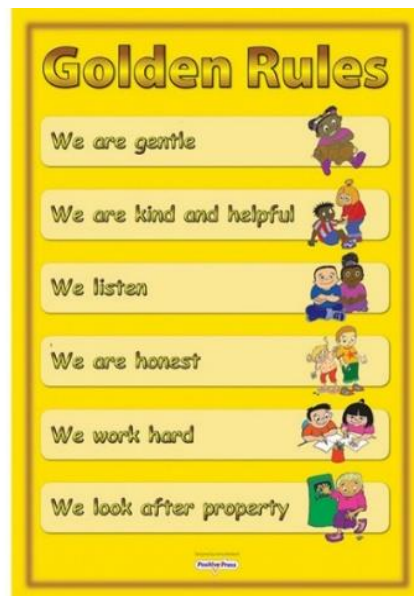 Golden Rules
We are gentle
We are kind and helpful
We listen
We are honest
We work hard
We look after property
Positive Press